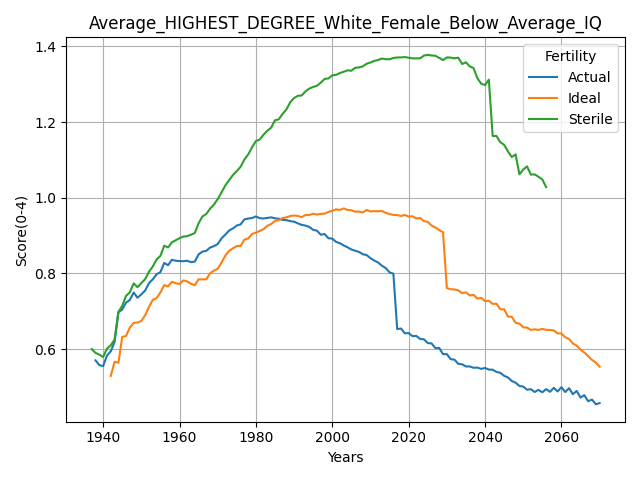 Average_HIGHEST_DEGREE_White_Female_Below_Average_IQ
Score(0-4)
1.4
1.2
1.0
0.8
0.6
Fertility
Actual
Ideal
Sterile
1940
1960
1980
2000
2020
2040
2060
Years